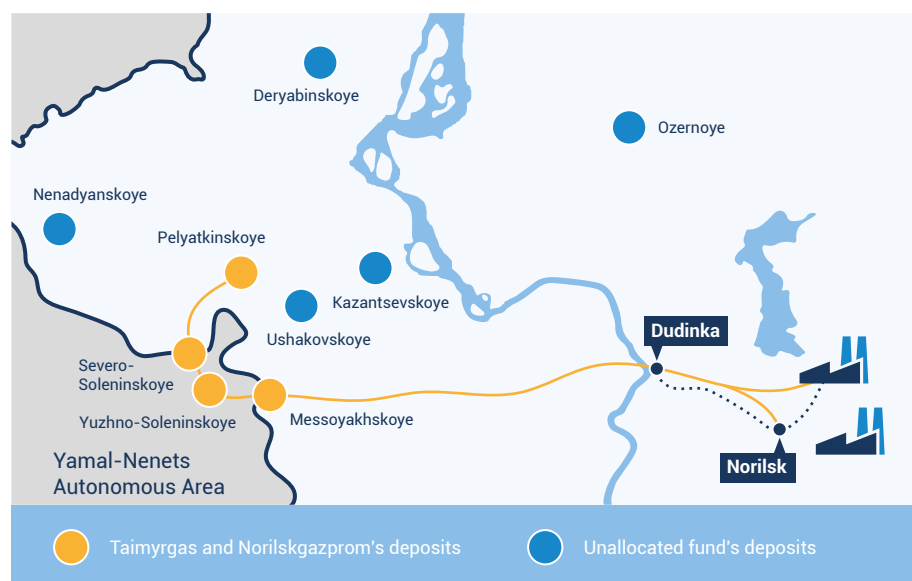 Deryabinskoye
Ozernoye
Nenadyanskoye
Pelyatkinskoye
Kazantsevskoye
Ushakovskoye
Dudinka
Severo-
Soleninskoye
Yuzhno-Soleninskoye
Messoyakhskoye
Norilsk
Yamal-Nenets
Autonomous Area
Taimyrgas and Norilskgazprom's deposits
Unallocated fund's deposits